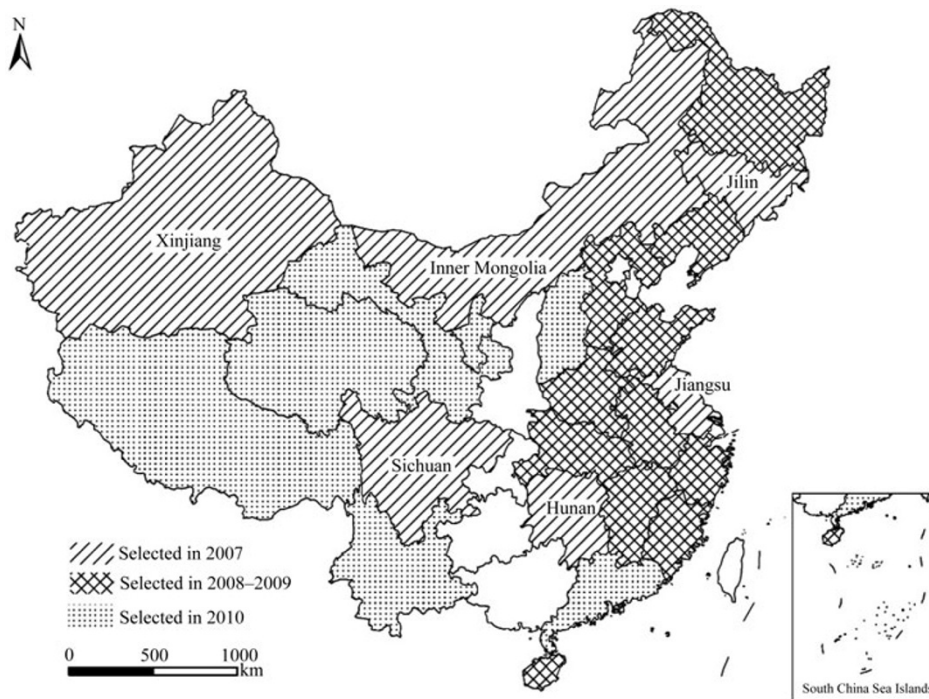 N
Jilin
Xinjiang
Inner Mongolia
Jiangsu
Sichuan
Hunan
Selected in 2007
Selected in 2008–2009
Selected in 2010
0 500 1000
km
South China Sea Islands